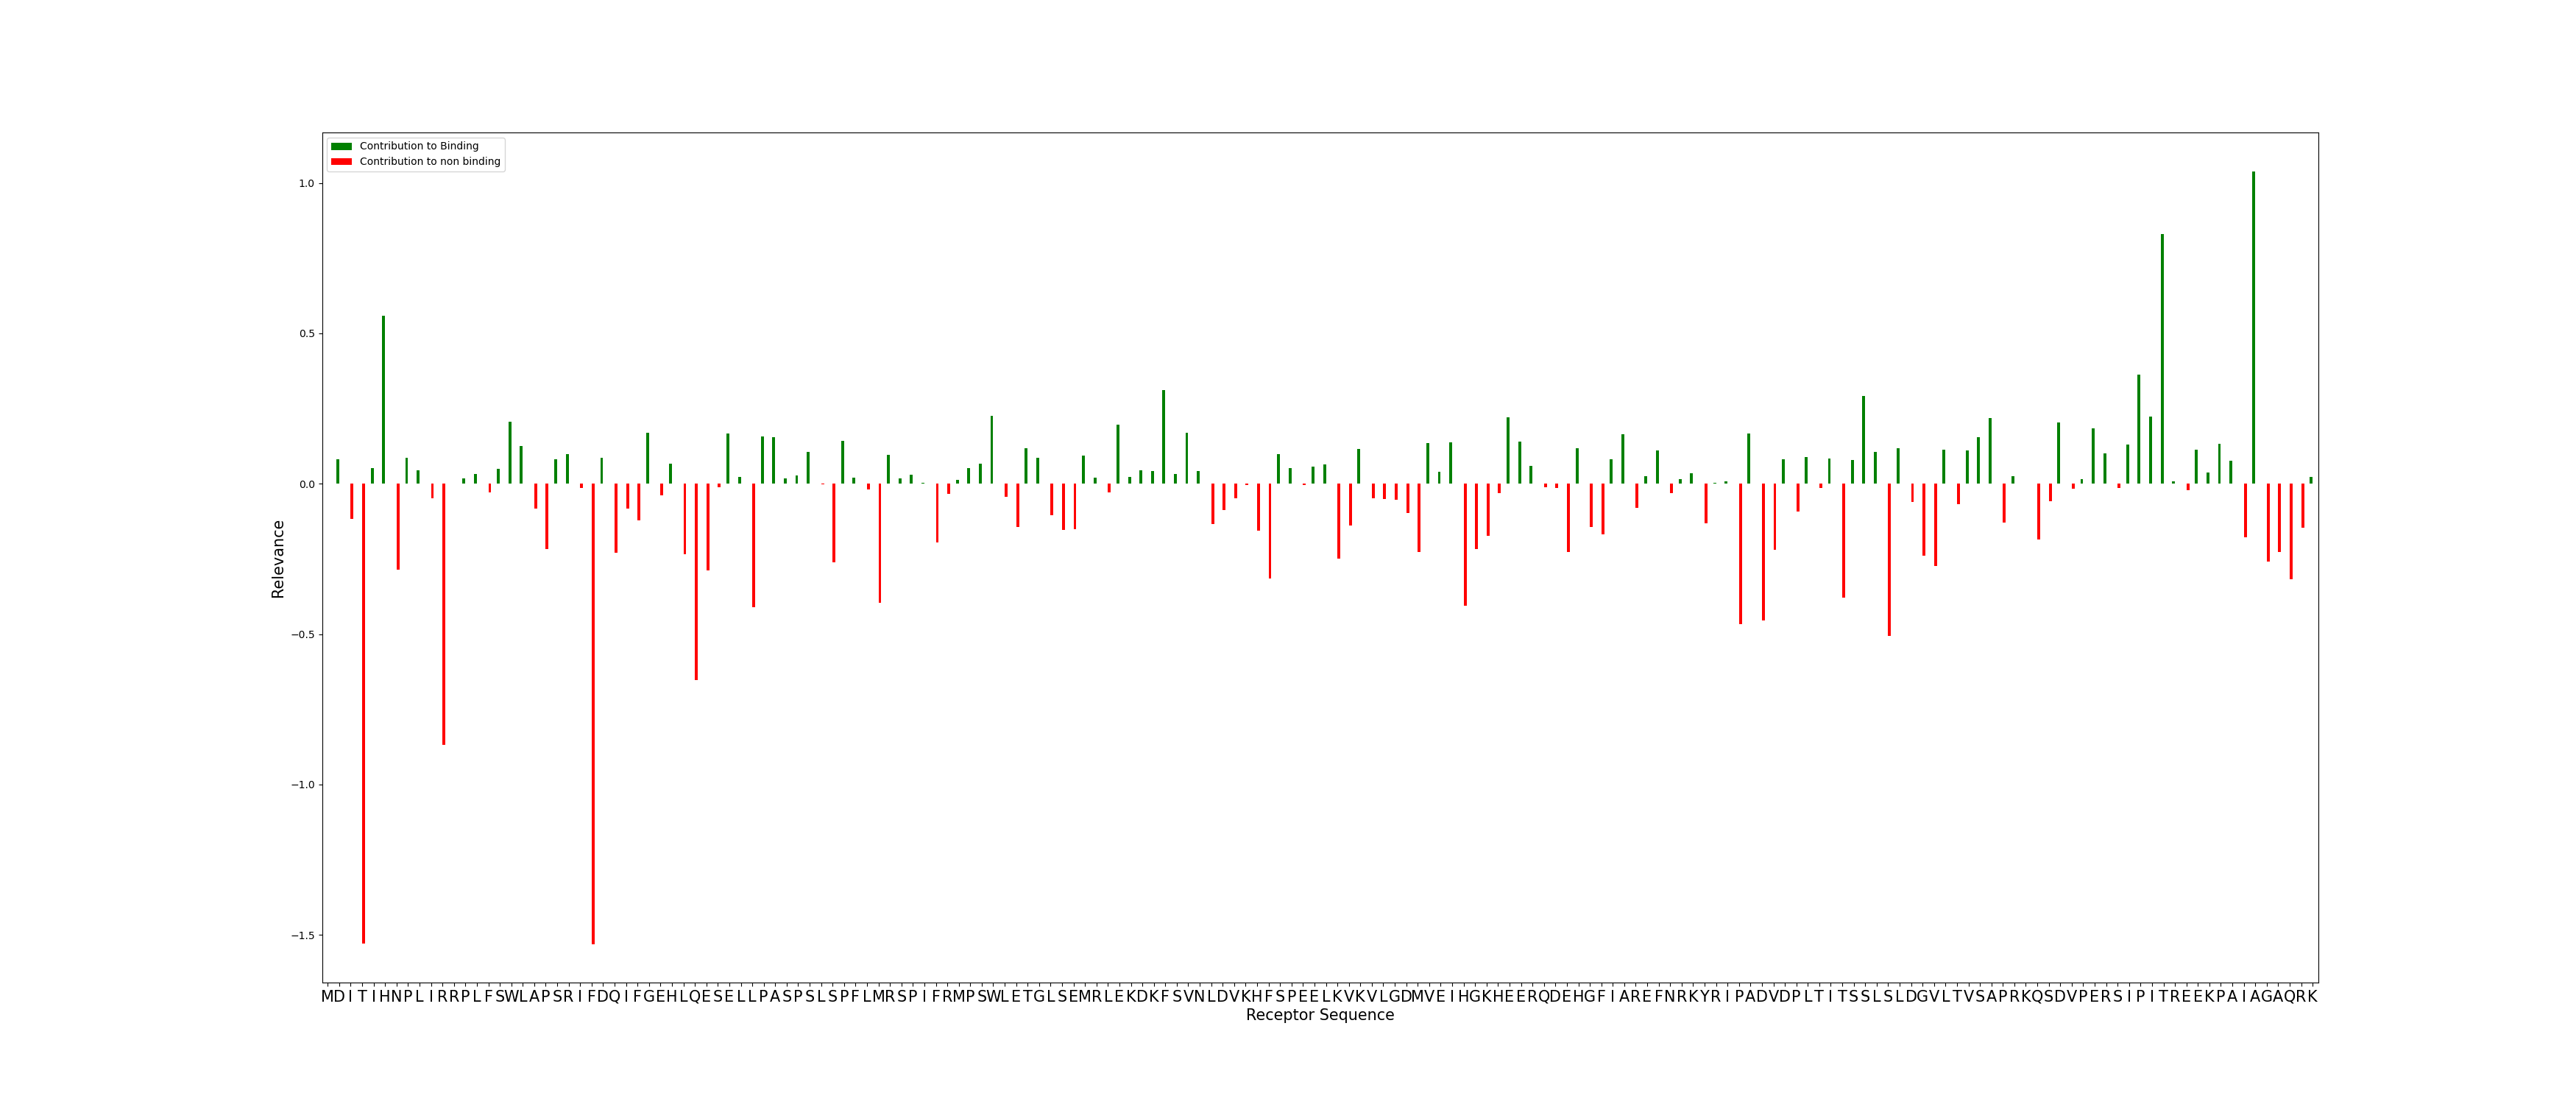 Contribution to Binding
Contribution to non binding
1.0
0.5
0.0
−0.5
−1.0
−1.5
Relevance
MDITIHNPLIRRPLFSWLAPSRIFDQIFGEHLQESELLPASPSLSPFLMRSPIFRMPSWLETGLSEMRLEKDKFSVNLDVKHFSPEELKVKVLGDMVEIHGKHEERQDEHGFIAREFNRKYRIPADVDPLTITSSLSLDGVLTVSAPRKQSDVPERSIPITREEKPAIAGAQRK
Receptor Sequence